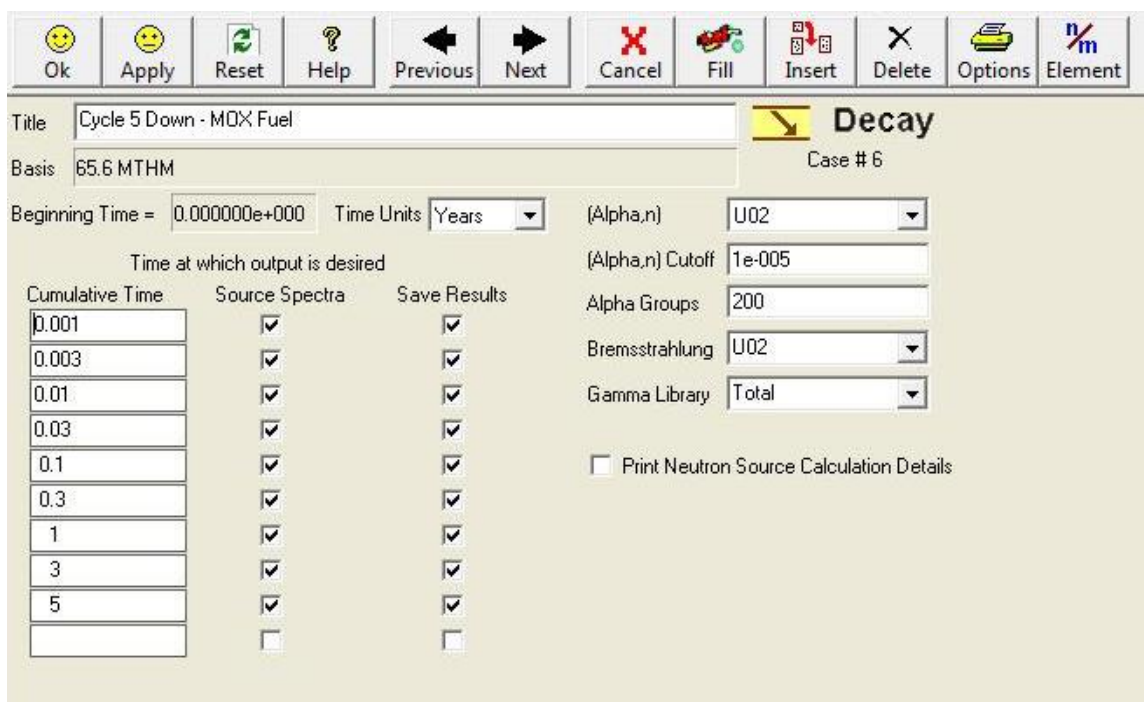 Ok Apply Reset Help Previous Next Cancel Fill Insert Delete Options Element
n/m
Title Cycle 5 Down - MOX Fuel
Decay
Basis 65.6 MTHM
Case # 6
Beginning Time = 0.000000e+000 Time Units Years
(Alpha,n) U02
Time at which output is desired
(Alpha,n) Cutoff 1e-005
Cumulative Time Source Spectra Save Results
Alpha Groups 200
0.001
0.003
Bremsstrahlung U02
0.01
Gamma Library Total
0.03
0.1
Print Neutron Source Calculation Details
0.3
1
3
5